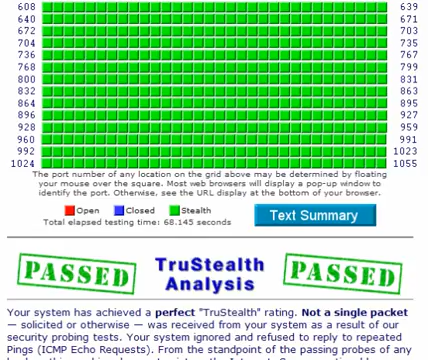 608 639
640 671
672 703
704 735
736 767
768 799
800 831
832 863
864 895
896 927
928 959
960 991
992 1023
1024 1055
The port number of any location on the grid above may be determined by floating
your mouse over the square. Most web browsers will display a pop-up window to
identify the port. Otherwise, see the URL display at the bottom of your browser.
Open Closed Stealth
Total elapsed testing time: 68.145 seconds
Text Summary
PASSED TruStealth Analysis PASSED
Your system has achieved a perfect "TruStealth" rating. Not a single packet
— solicited or otherwise — was received from your system as a result of our
security probing tests. Your system ignored and refused to reply to repeated
Pings (ICMP Echo Requests). From the standpoint of the passing probes of any